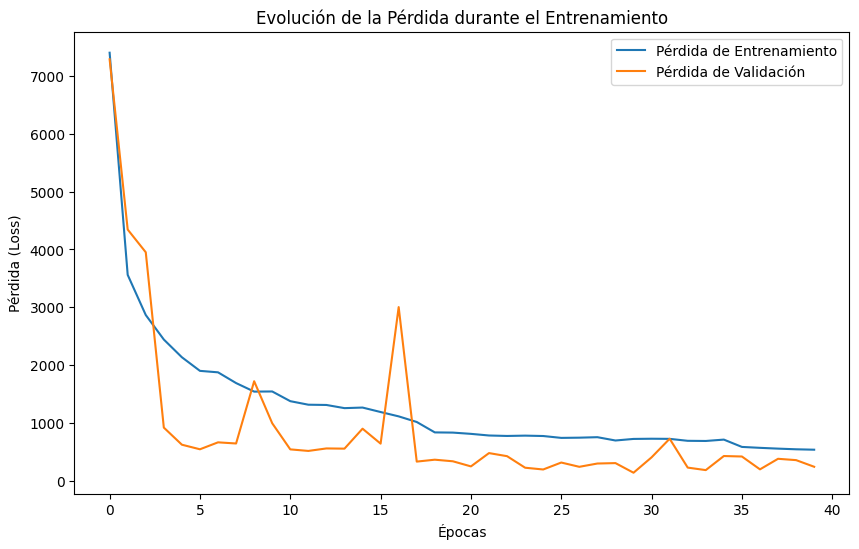 Evolución de la Pérdida durante el Entrenamiento
Pérdida de Entrenamiento
Pérdida de Validación
Pérdida (Loss)
7000
6000
5000
4000
3000
2000
1000
0
0 5 10 15 20 25 30 35 40
Épocas